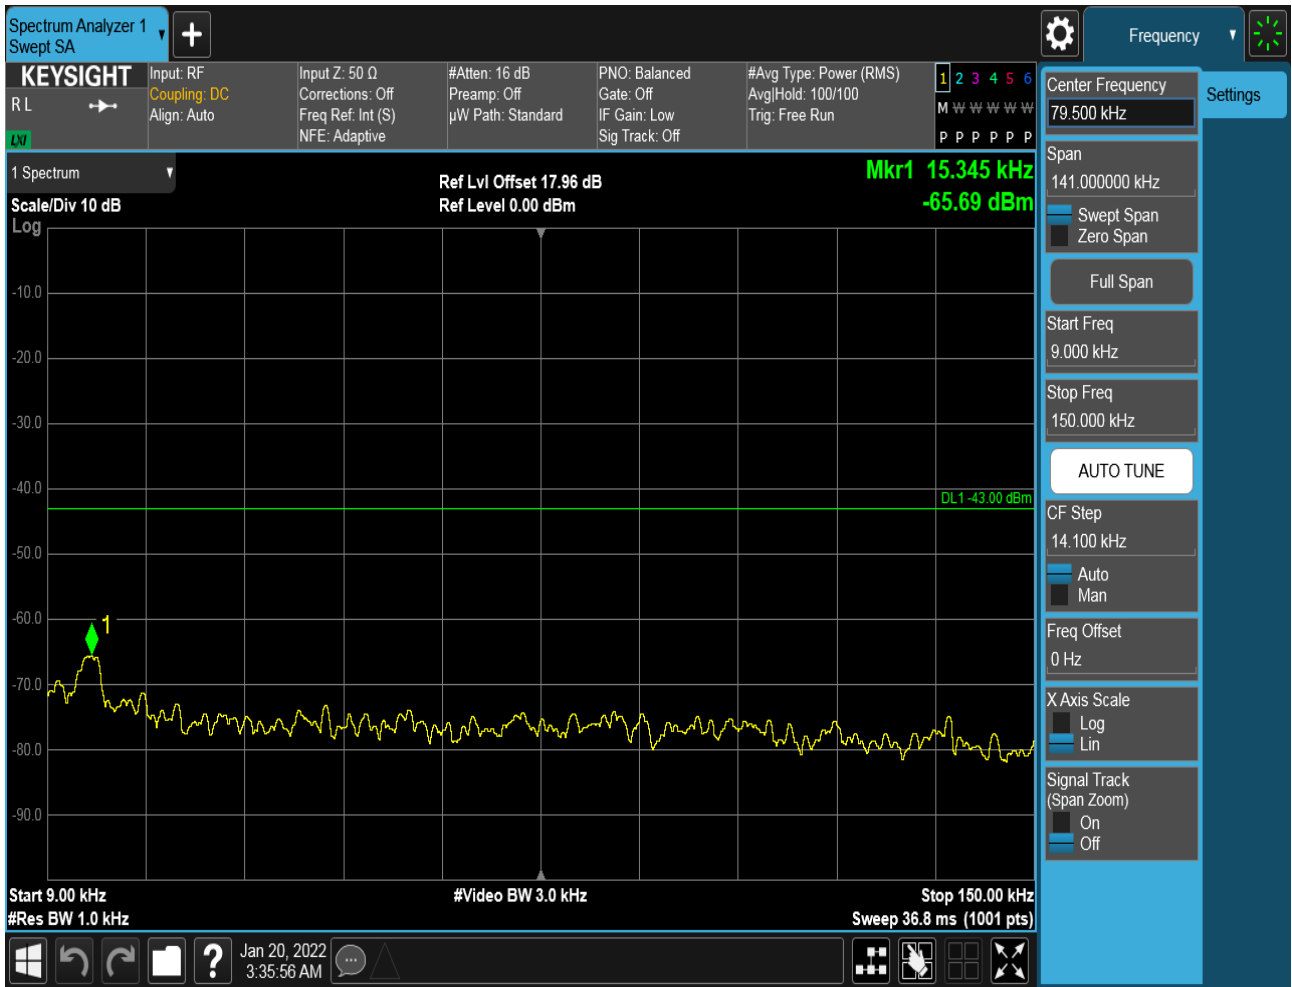 Spectrum Analyzer 1
Swept SA
Frequency
KEYSIGHT
R L
LXI
Input: RF
Coupling: DC
Align: Auto
Input Z: 50 Ω
Corrections: Off
Freq Ref: Int (S)
NFE: Adaptive
#Atten: 16 dB
Preamp: Off
µW Path: Standard
PNO: Balanced
Gate: Off
IF Gain: Low
Sig Track: Off
#Avg Type: Power (RMS)
Avg|Hold: 100/100
Trig: Free Run
1 2 3 4 5 6
M W W W W W
P P P P P P
1 Spectrum
Scale/Div 10 dB
Log
Ref Lvl Offset 17.96 dB
Ref Level 0.00 dBm
Mkr1 15.345 kHz
-65.69 dBm
-10.0
-20.0
-30.0
-40.0
DL1 -43.00 dBm
-50.0
-60.0
1
-70.0
-80.0
-90.0
Start 9.00 kHz
#Video BW 3.0 kHz
Stop 150.00 kHz
#Res BW 1.0 kHz
Sweep 36.8 ms (1001 pts)
Center Frequency
79.500 kHz
Settings
Span
141.000000 kHz
Swept Span
Zero Span
Full Span
Start Freq
9.000 kHz
Stop Freq
150.000 kHz
AUTO TUNE
CF Step
14.100 kHz
Auto
Man
Freq Offset
0 Hz
X Axis Scale
Log
Lin
Signal Track
(Span Zoom)
On
Off
?
Jan 20, 2022
3:35:56 AM